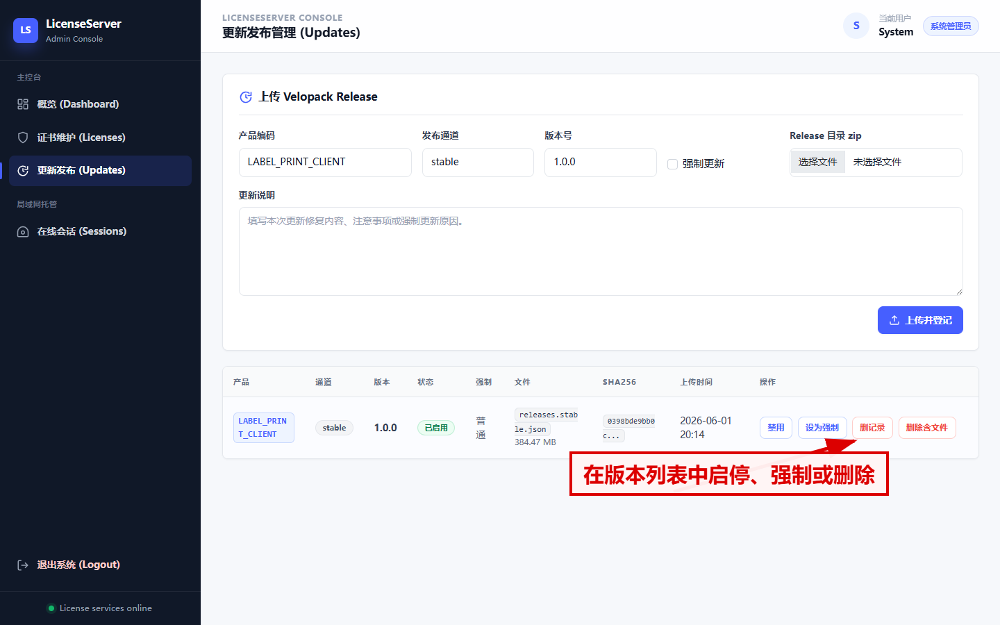 LS
LicenseServer
Admin Console
主控台
概览 (Dashboard)
证书维护 (Licenses)
更新发布 (Updates)
局域网托管
在线会话 (Sessions)
退出系统 (Logout)
License services online
LICENSESERVER CONSOLE
更新发布管理 (Updates)
S
当前用户
System
系统管理员
上传 Velopack Release
产品编码
发布通道
版本号
Release 目录 zip
LABEL_PRINT_CLIENT
stable
1.0.0
强制更新
选择文件 未选择文件
更新说明
填写本次更新修复内容、注意事项或强制更新原因。
上传并登记
产品 通道 版本 状态 强制 文件 SHA256 上传时间 操作
LABEL_PRIN
T_CLIENT
stable
1.0.0
已启用
普
通
releases.stab
le.json
384.47 MB
0398bde9bb0
c...
2026-06-01
20:14
禁用
设为强制
删记录
删除含文件
在版本列表中启停、强制或删除